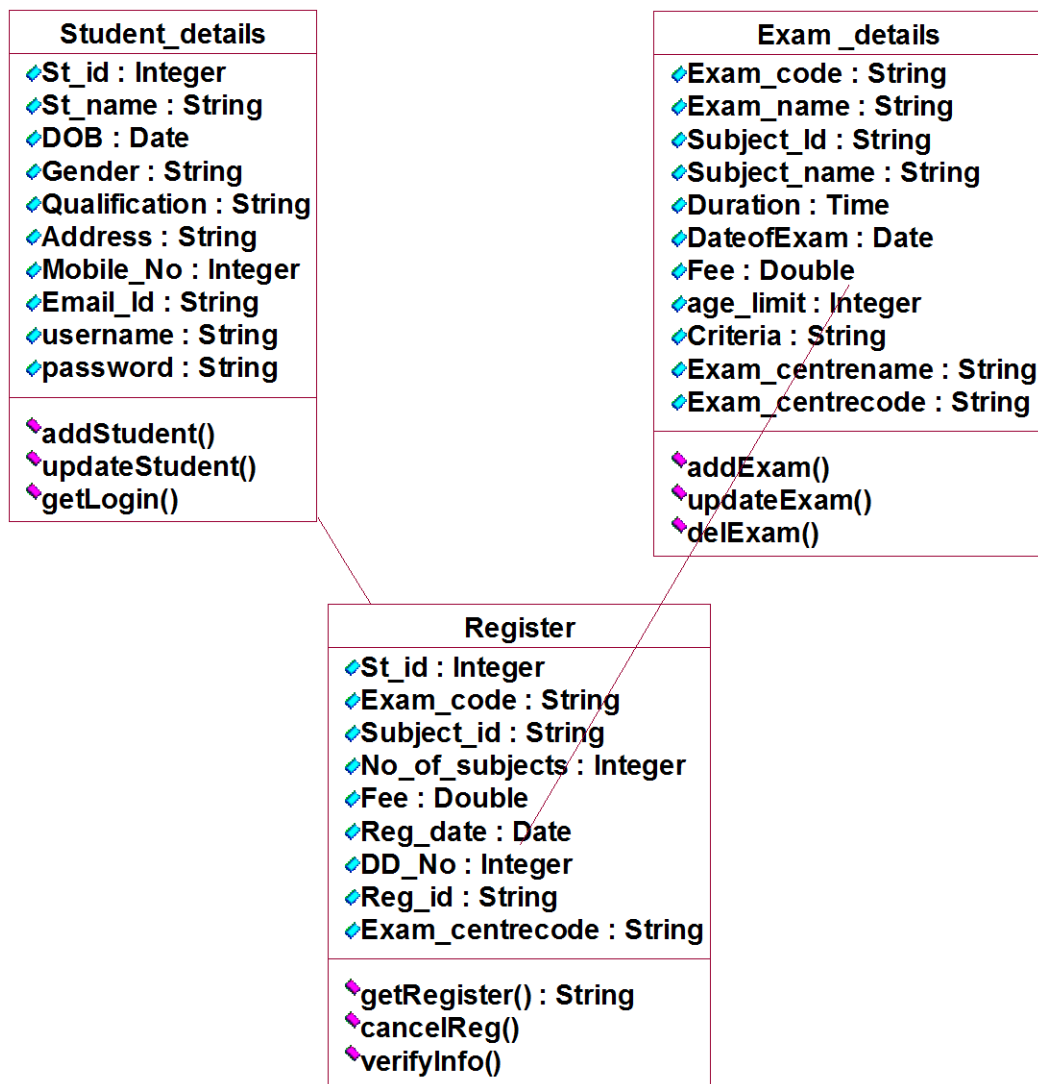 Student_details
St_id : Integer
St_name : String
DOB : Date
Gender : String
Qualification : String
Address : String
Mobile_No : Integer
Email_Id : String
username : String
password : String
addStudent()
updateStudent()
getLogin()
Exam _details
Exam_code : String
Exam_name : String
Subject_Id : String
Subject_name : String
Duration : Time
DateofExam : Date
Fee : Double
age_limit : Integer
Criteria : String
Exam_centrename : String
Exam_centrecode : String
addExam()
updateExam()
delExam()
Register
St_id : Integer
Exam_code : String
Subject_id : String
No_of_subjects : Integer
Fee : Double
Reg_date : Date
DD_No : Integer
Reg_id : String
Exam_centrecode : String
getRegister() : String
cancelReg()
verifyInfo()